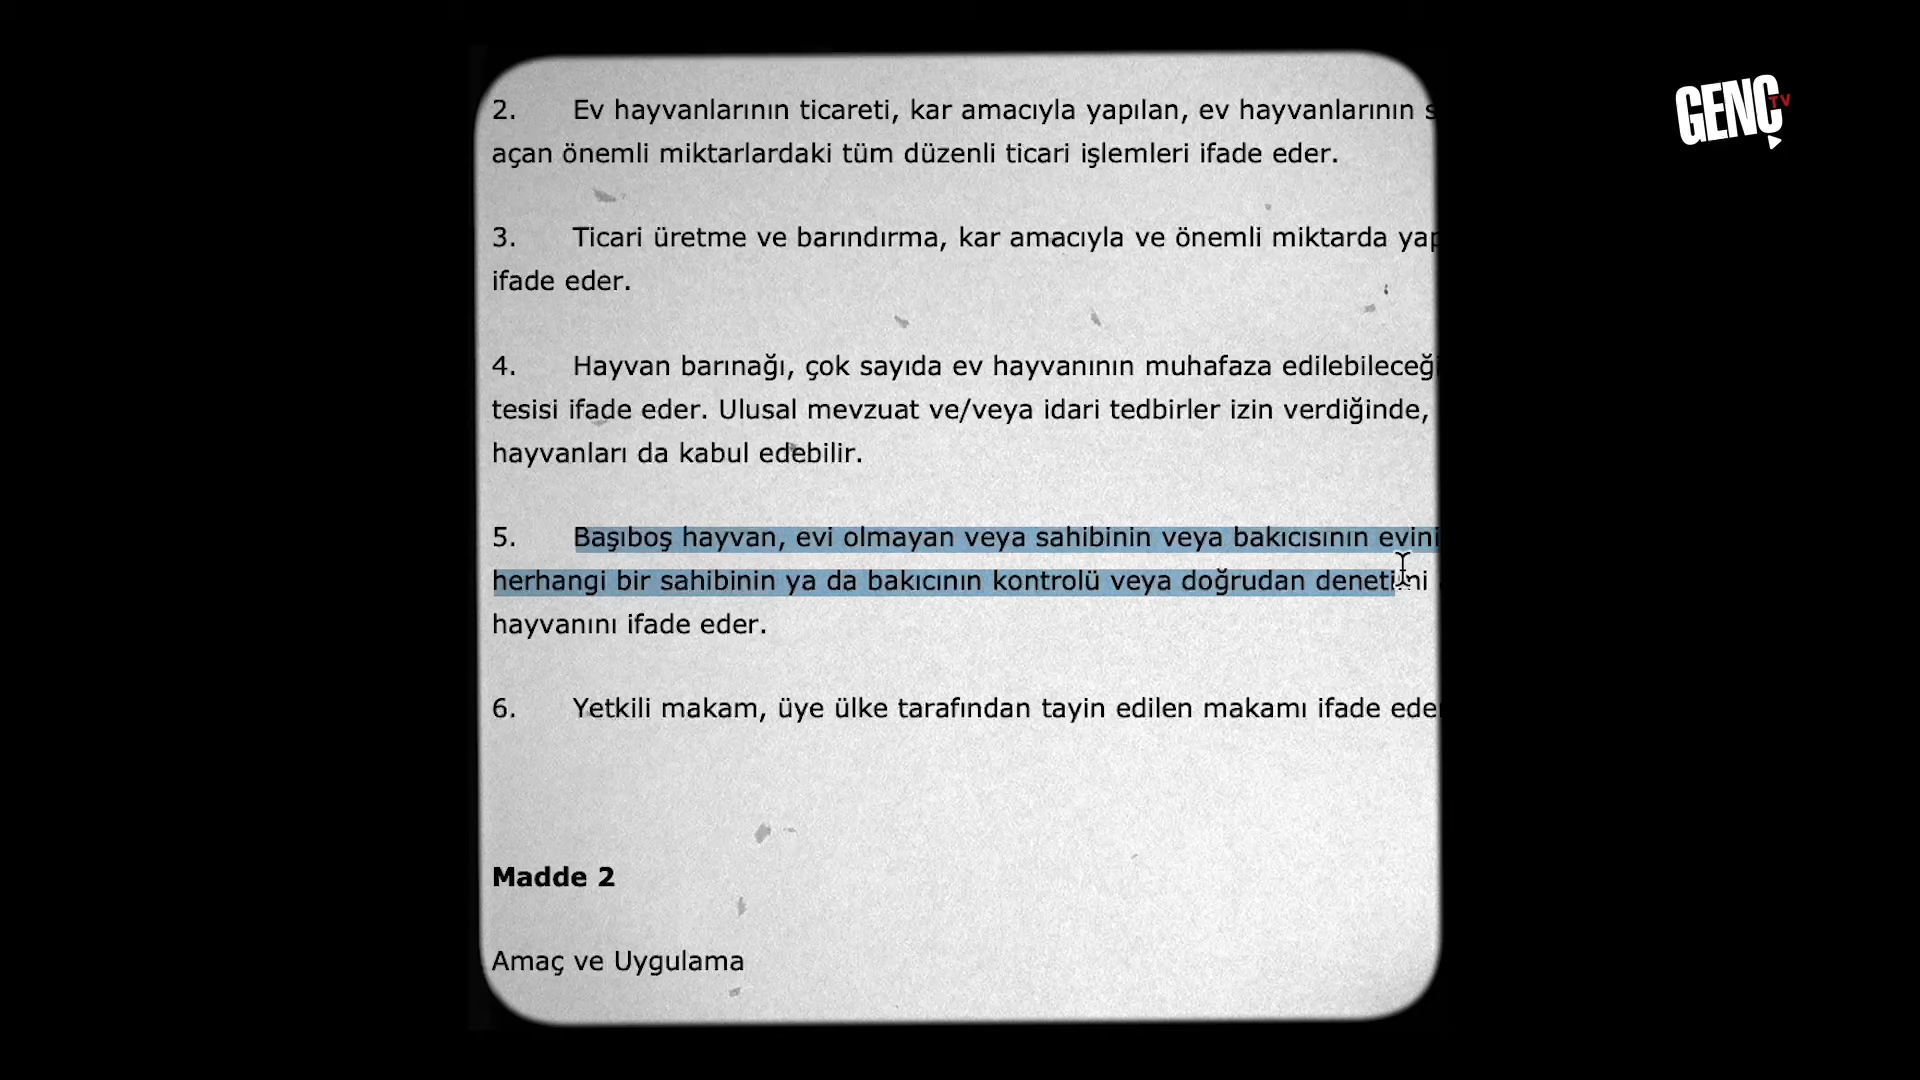 2. Ev hayvanlarının ticareti, kar amacıyla yapılan, ev hayvanlarının
açan önemli miktarlardaki tüm düzenli ticari işlemleri ifade eder.
3. Ticari üretme ve barındırma, kar amacıyla ve önemli miktarda
ifade eder.
4. Hayvan barınağı, çok sayıda ev hayvanının muhafaza edilebileceği
tesisi ifade eder. Ulusal mevzuat ve/veya idari tedbirler izin verdiğinde,
hayvanları da kabul edebilir.
5. Başıboş hayvan, evi olmayan veya sahibinin veya bakıcısının evini
herhangi bir sahibinin ya da bakıcının kontrolü veya doğrudan denetimi
hayvanını ifade eder.
6. Yetkili makam, üye ülke tarafından tayin edilen makamı ifade eder
Madde 2
Amaç ve Uygulama
GENÇ TV